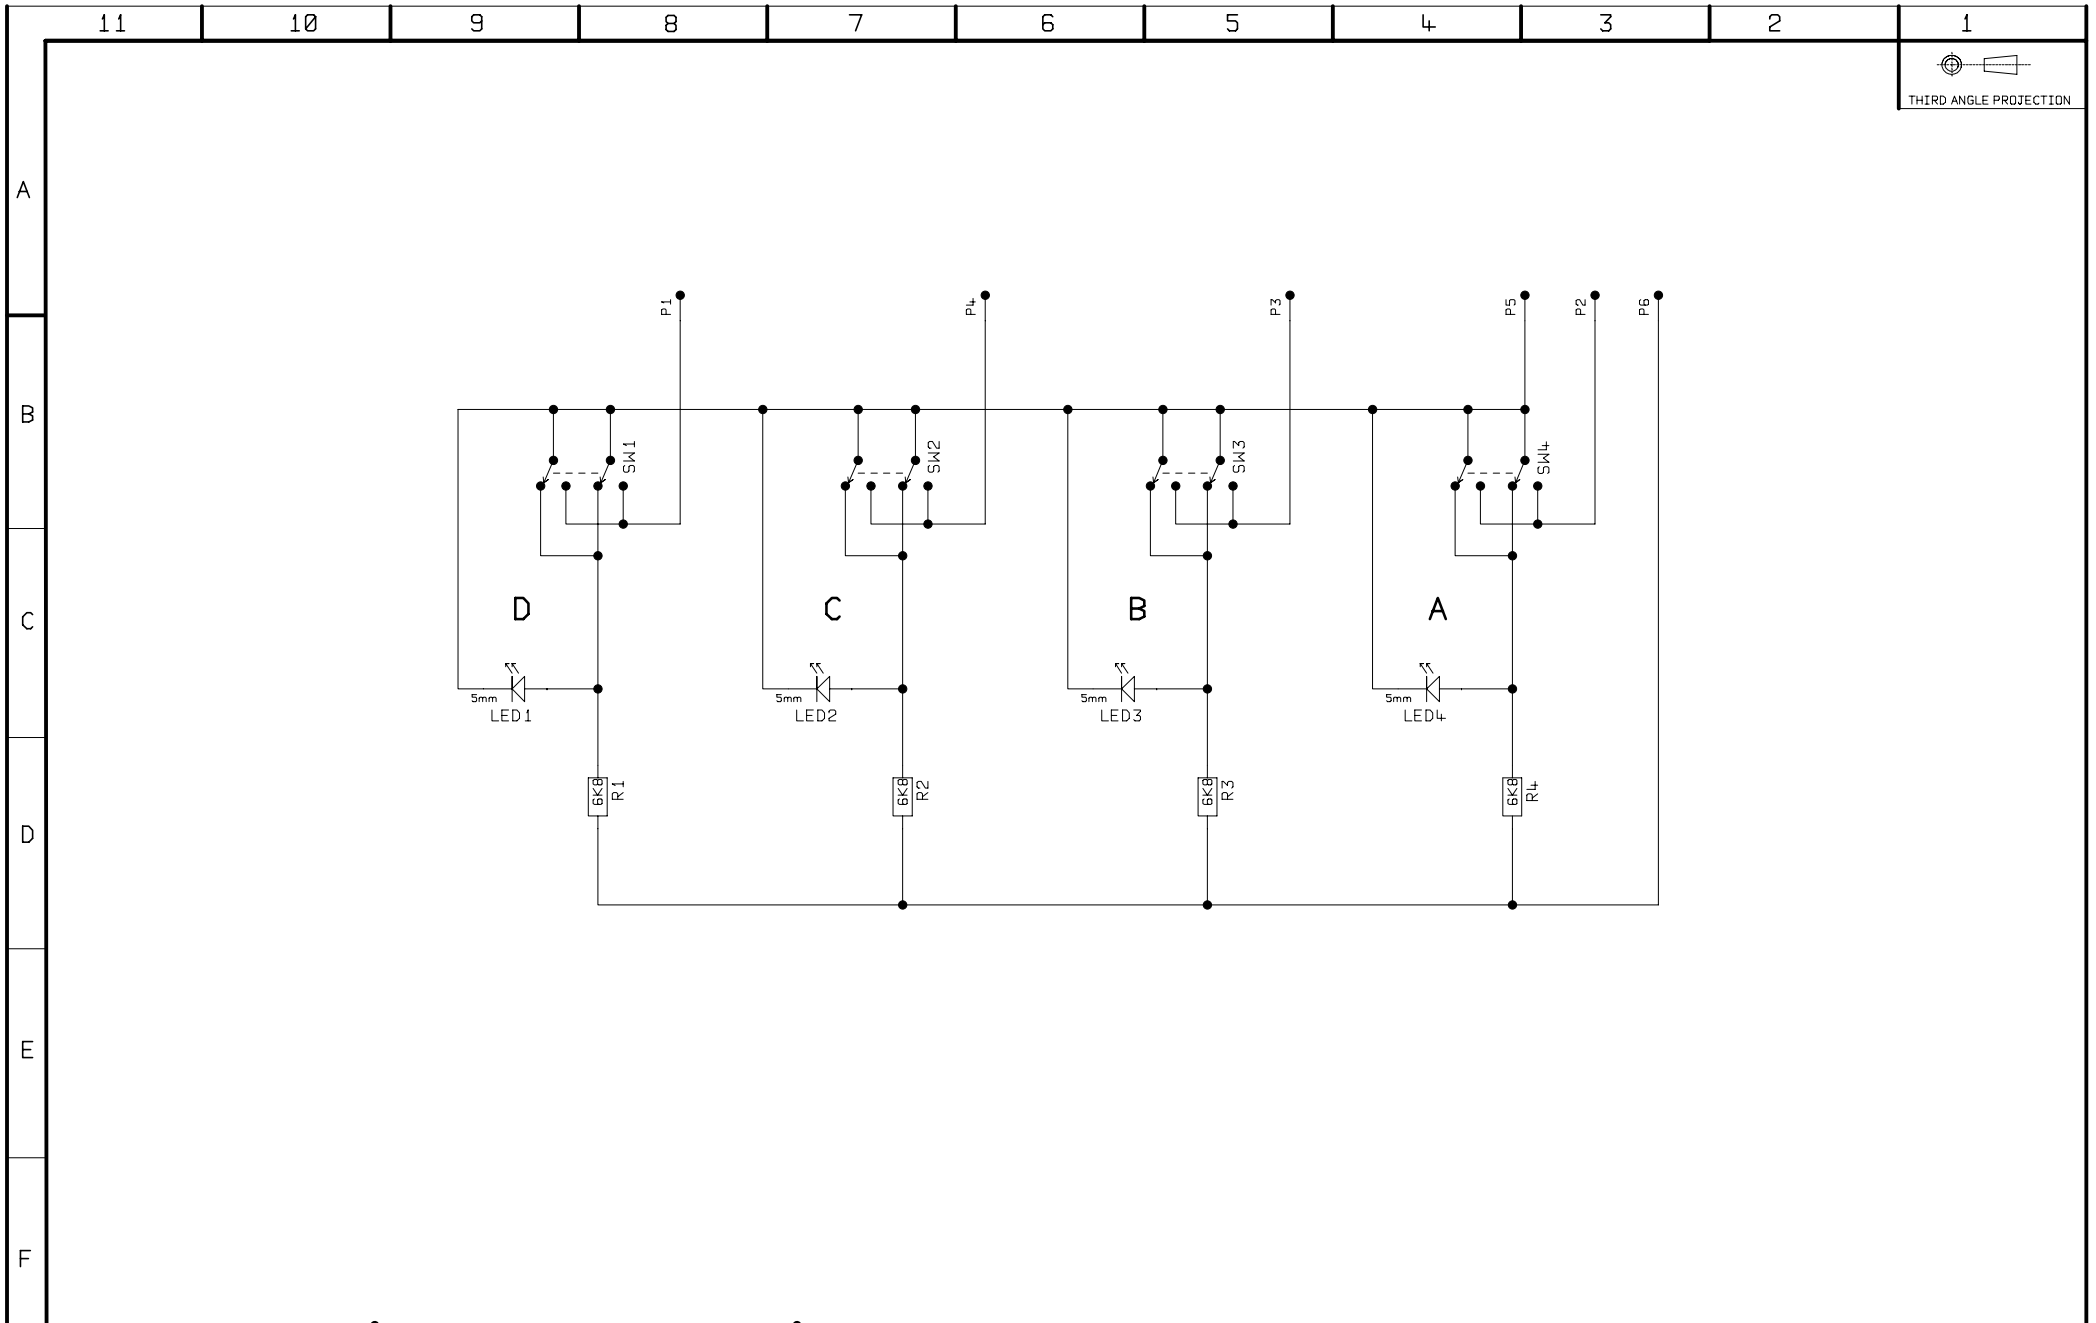 11 10 9 8 7 6 5 4 3 2 1
THIRD ANGLE PROJECTION
A
P1 P4 P3 P5 P2 P6
B
SW1 SW2 SW3 SW4
C
D C B A
5mm 5mm 5mm 5mm
LED1 LED2 LED3 LED4
6K8 R1 6K8 R2 6K8 R3 6K8 R4
D
E
F